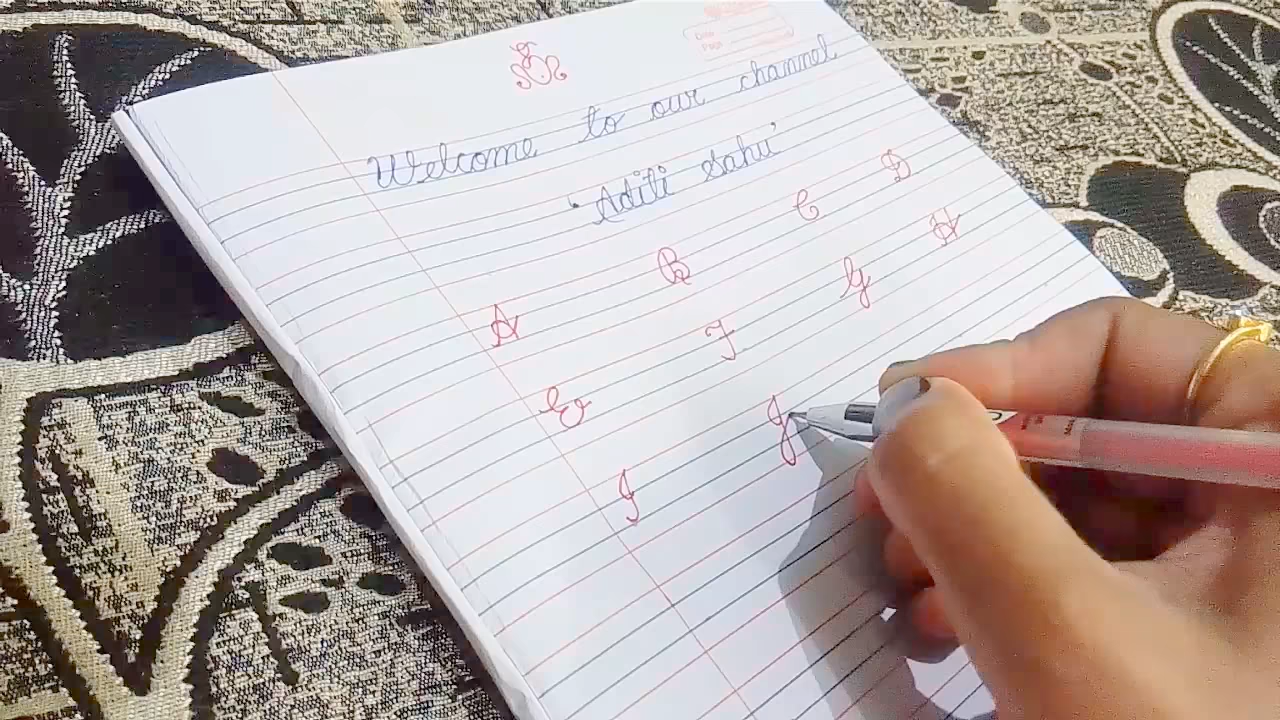 Welcome to our channel
'Aditi Sahu'
A B C D
E F G H
I J